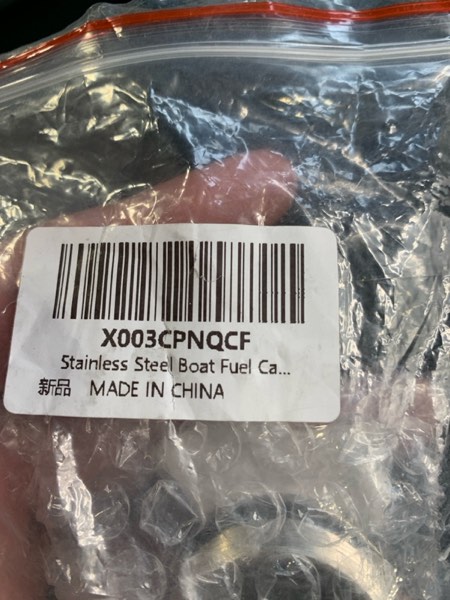 X003CPNQCF
Stainless Steel Boat Fuel Ca...
新品 MADE IN CHINA